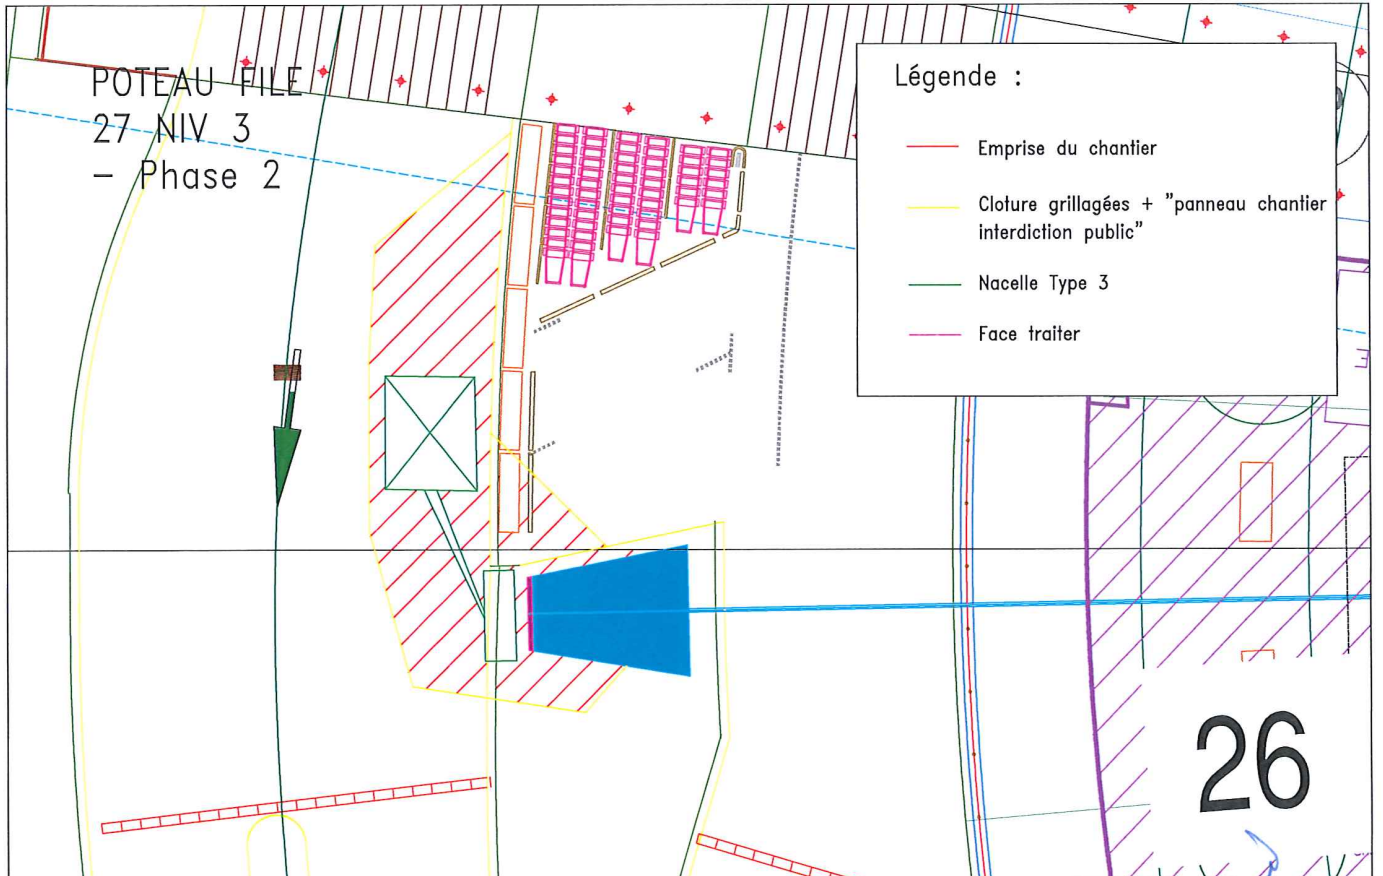 POTEAU FILE
27 NIV 3
– Phase 2
Légende :
Emprise du chantier
Cloture grillagées + "panneau chantier
interdiction public"
Nacelle Type 3
Face traiter
26